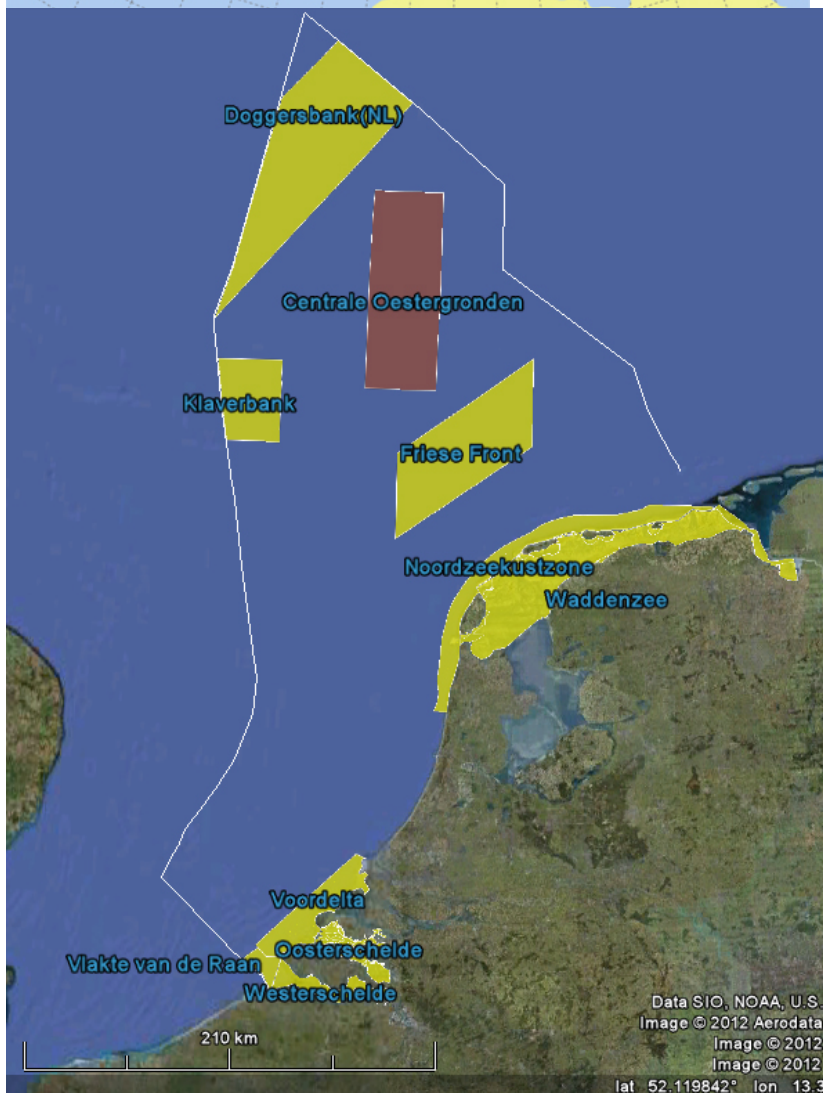 Doggersbank(NL)
Centrale Oestergronden
Klaverbank
Friese Front
Noordzeekustzone
Waddenzee
Voordelta
Oosterschelde
Vlakte van de Raan
Westerschelde
210 km
Data SIO, NOAA, U.S.
Image © 2012 Aerodata
Image © 2012
Image © 2012
lat 52.119842° lon 13.3